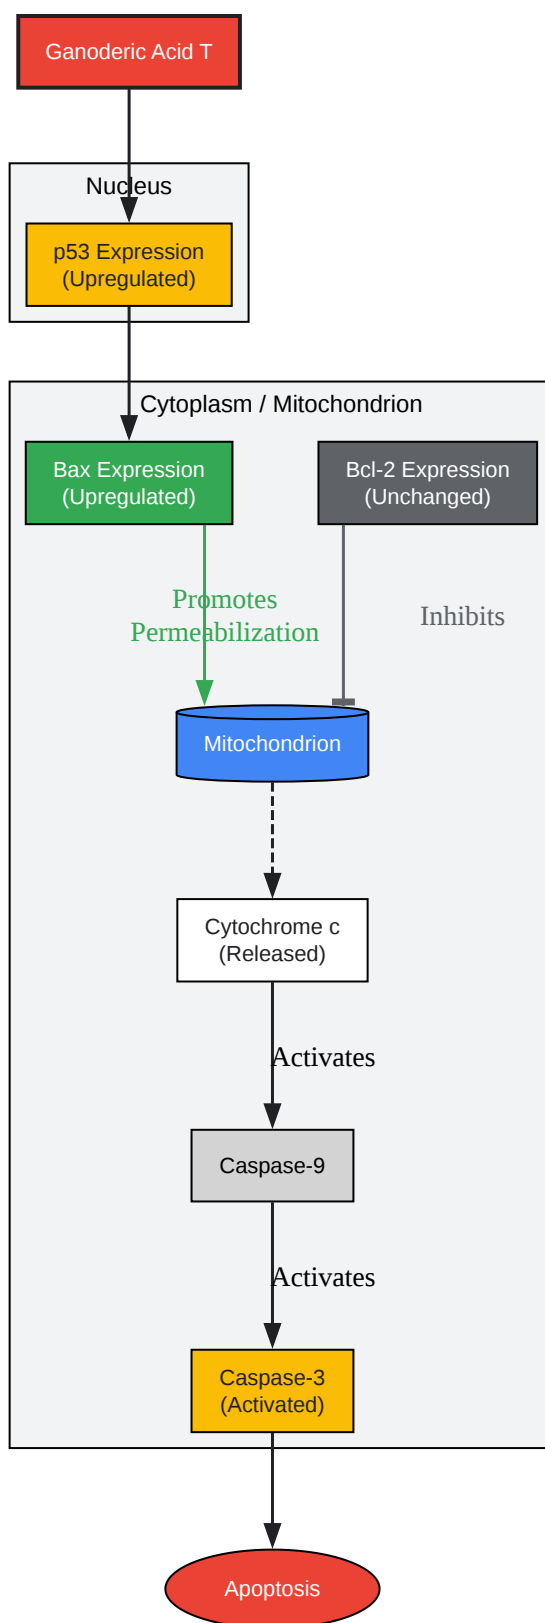 Ganoderic Acid T
Nucleus
p53 Expression
(Upregulated)
Cytoplasm / Mitochondrion
Bax Expression
(Upregulated)
Bcl-2 Expression
(Unchanged)
Promotes
Permeabilization
Inhibits
Mitochondrion
Cytochrome c
(Released)
Activates
Caspase-9
Activates
Caspase-3
(Activated)
Apoptosis